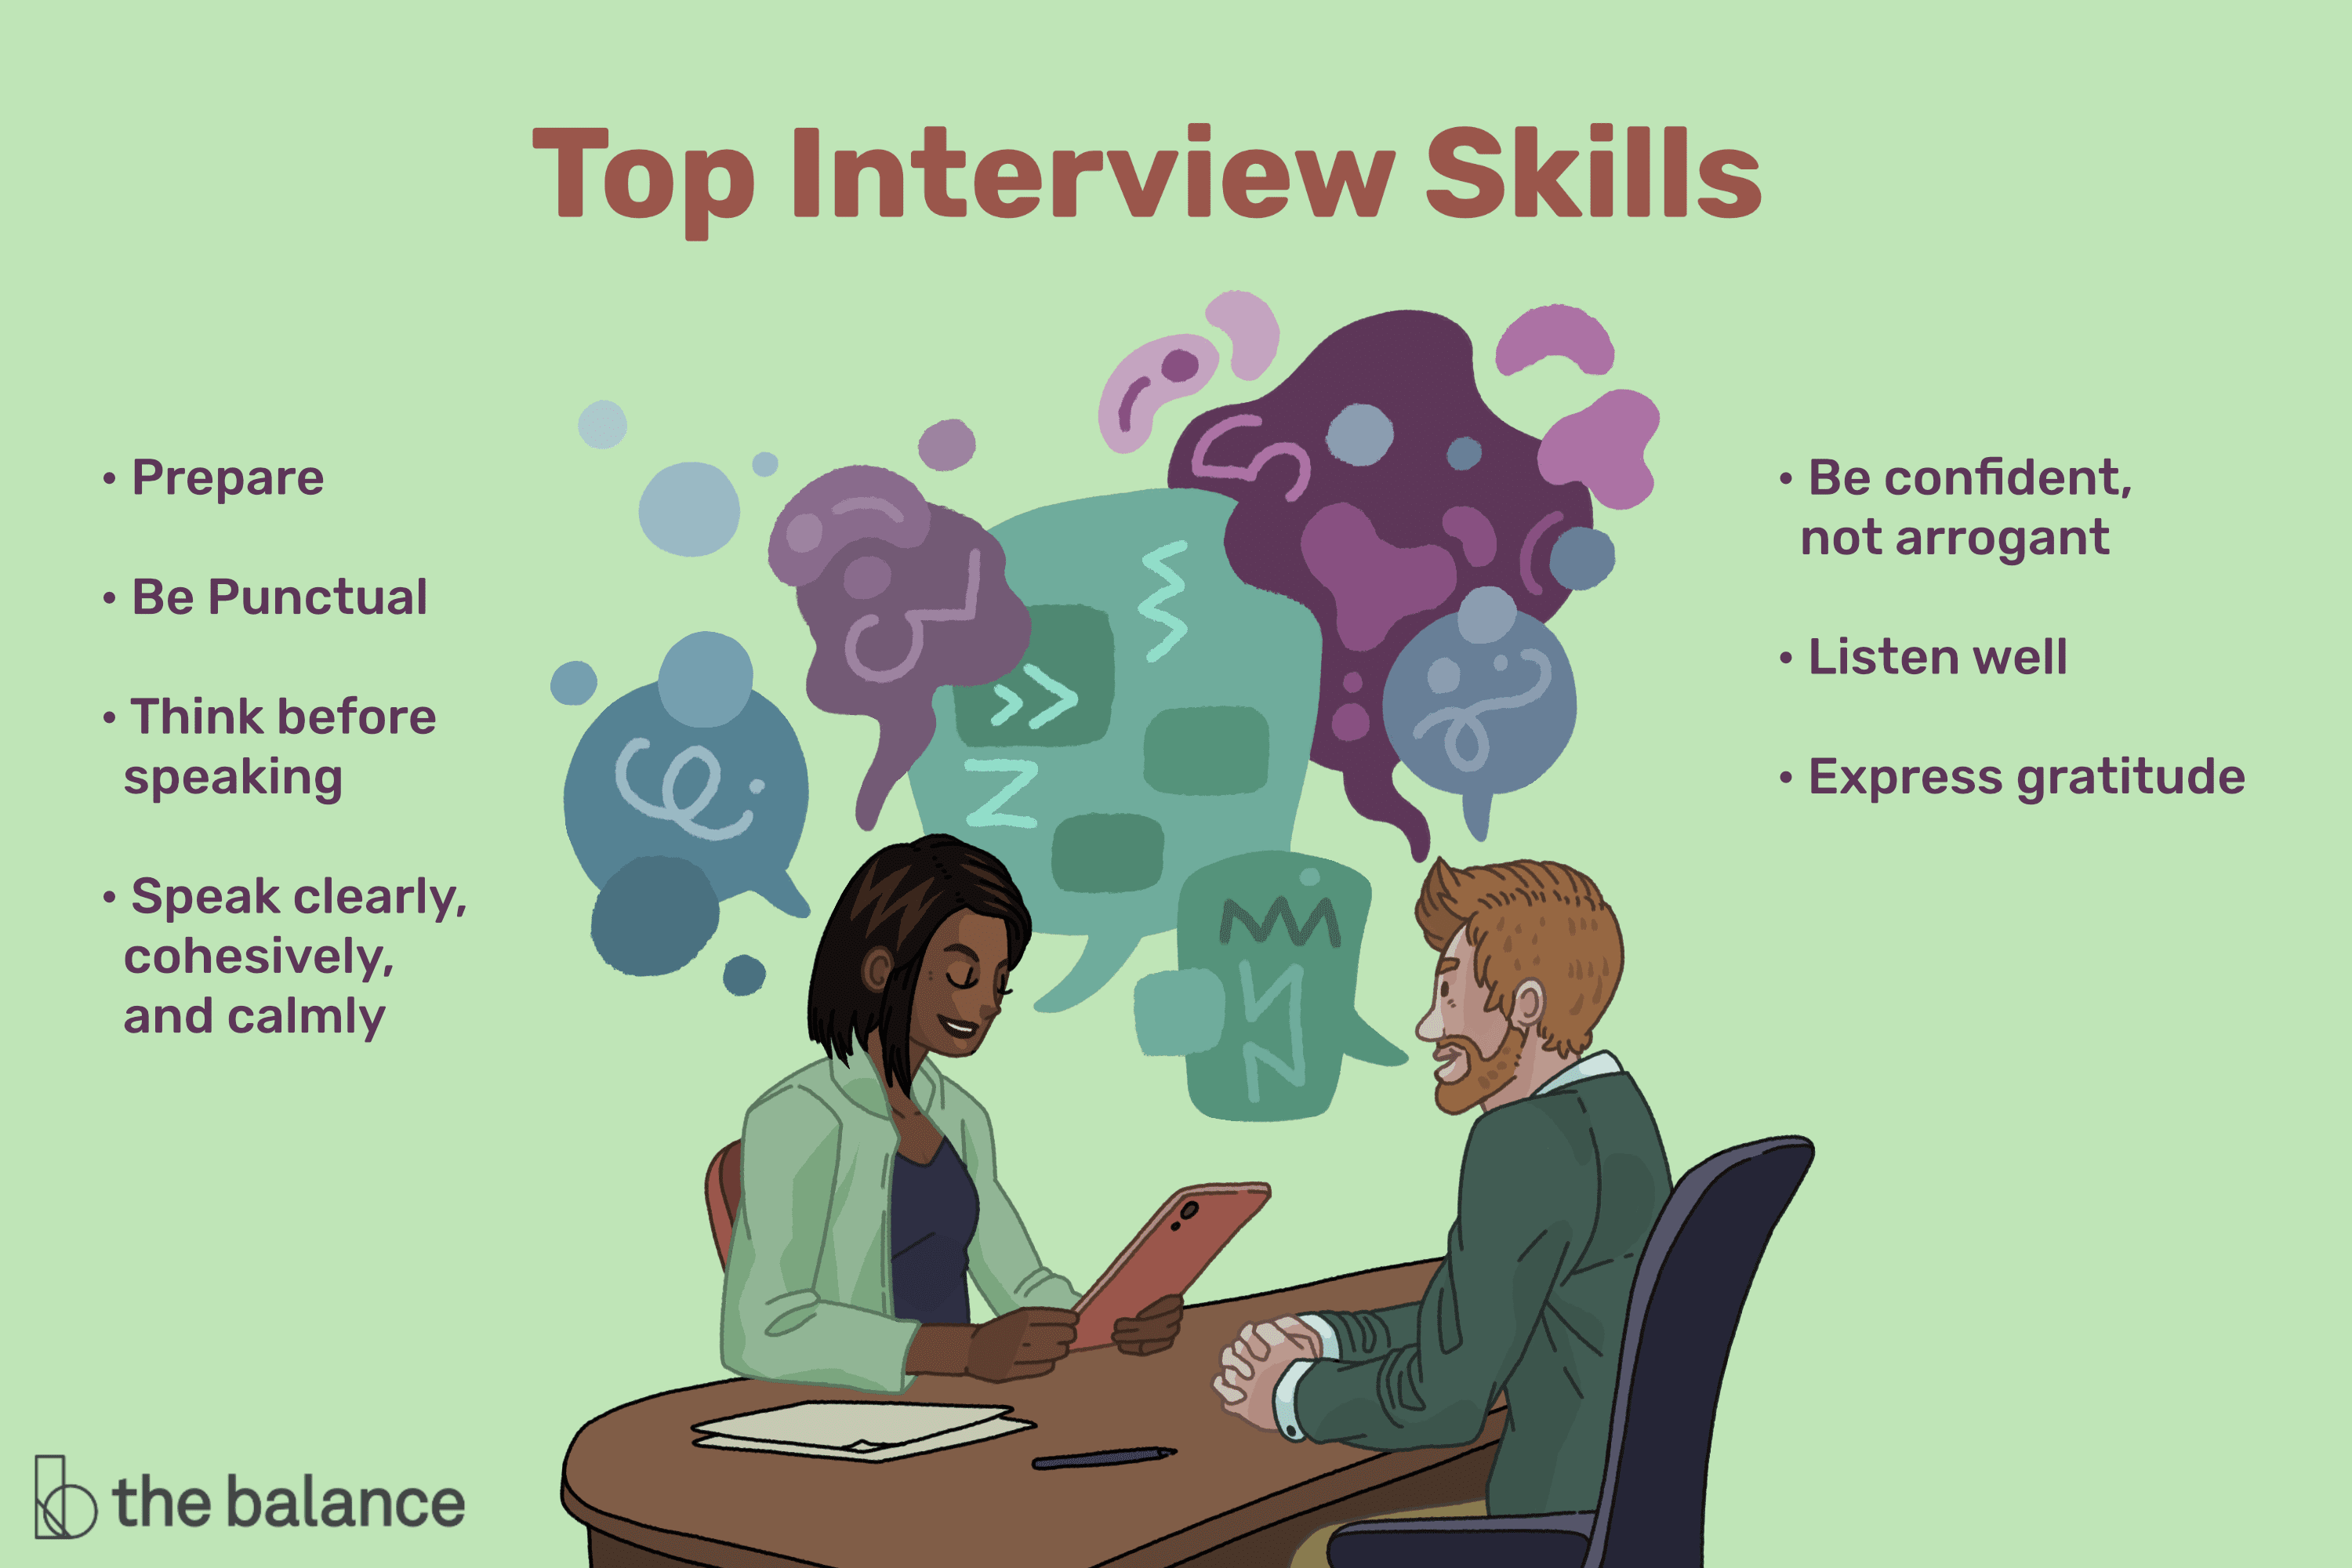 Top Interview Skills
• Prepare
• Be Punctual
• Think before
speaking
• Speak clearly,
cohesively,
and calmly
• Be confident,
not arrogant
• Listen well
• Express gratitude
the balance